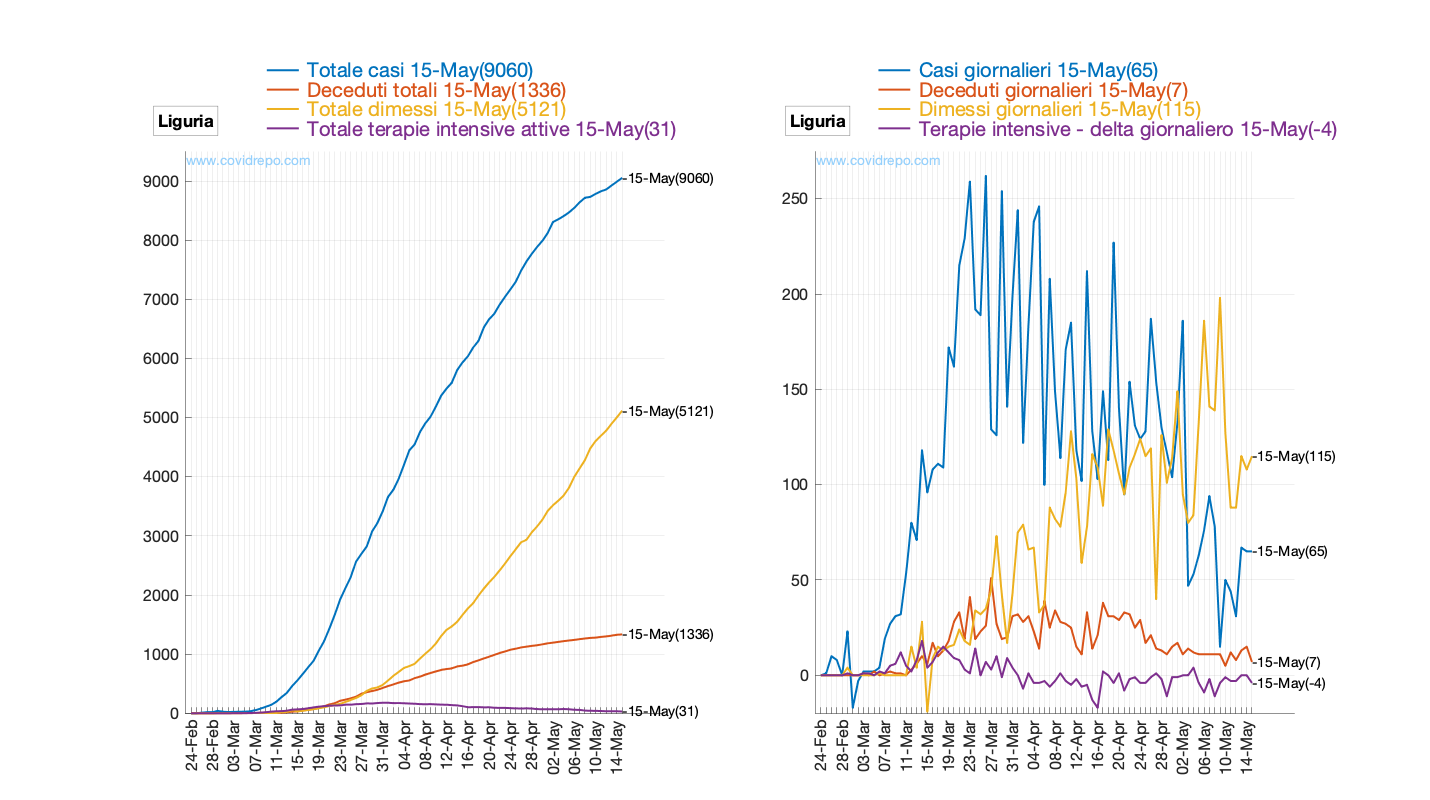 Totale casi 15-May(9060)
Deceduti totali 15-May(1336)
Totale dimessi 15-May(5121)
Totale terapie intensive attive 15-May(31)
Liguria
www.covidrepo.com
9000
8000
7000
6000
5000
4000
3000
2000
1000
0
15-May(9060)
15-May(5121)
15-May(1336)
15-May(31)
24-Feb
28-Feb
03-Mar
07-Mar
11-Mar
15-Mar
19-Mar
23-Mar
27-Mar
31-Mar
04-Apr
08-Apr
12-Apr
16-Apr
20-Apr
24-Apr
28-Apr
02-May
06-May
10-May
14-May
Casi giornalieri 15-May(65)
Deceduti giornalieri 15-May(7)
Dimessi giornalieri 15-May(115)
Terapie intensive - delta giornaliero 15-May(-4)
Liguria
www.covidrepo.com
250
200
150
100
50
0
15-May(115)
15-May(65)
15-May(7)
15-May(-4)
24-Feb
28-Feb
03-Mar
07-Mar
11-Mar
15-Mar
19-Mar
23-Mar
27-Mar
31-Mar
04-Apr
08-Apr
12-Apr
16-Apr
20-Apr
24-Apr
28-Apr
02-May
06-May
10-May
14-May